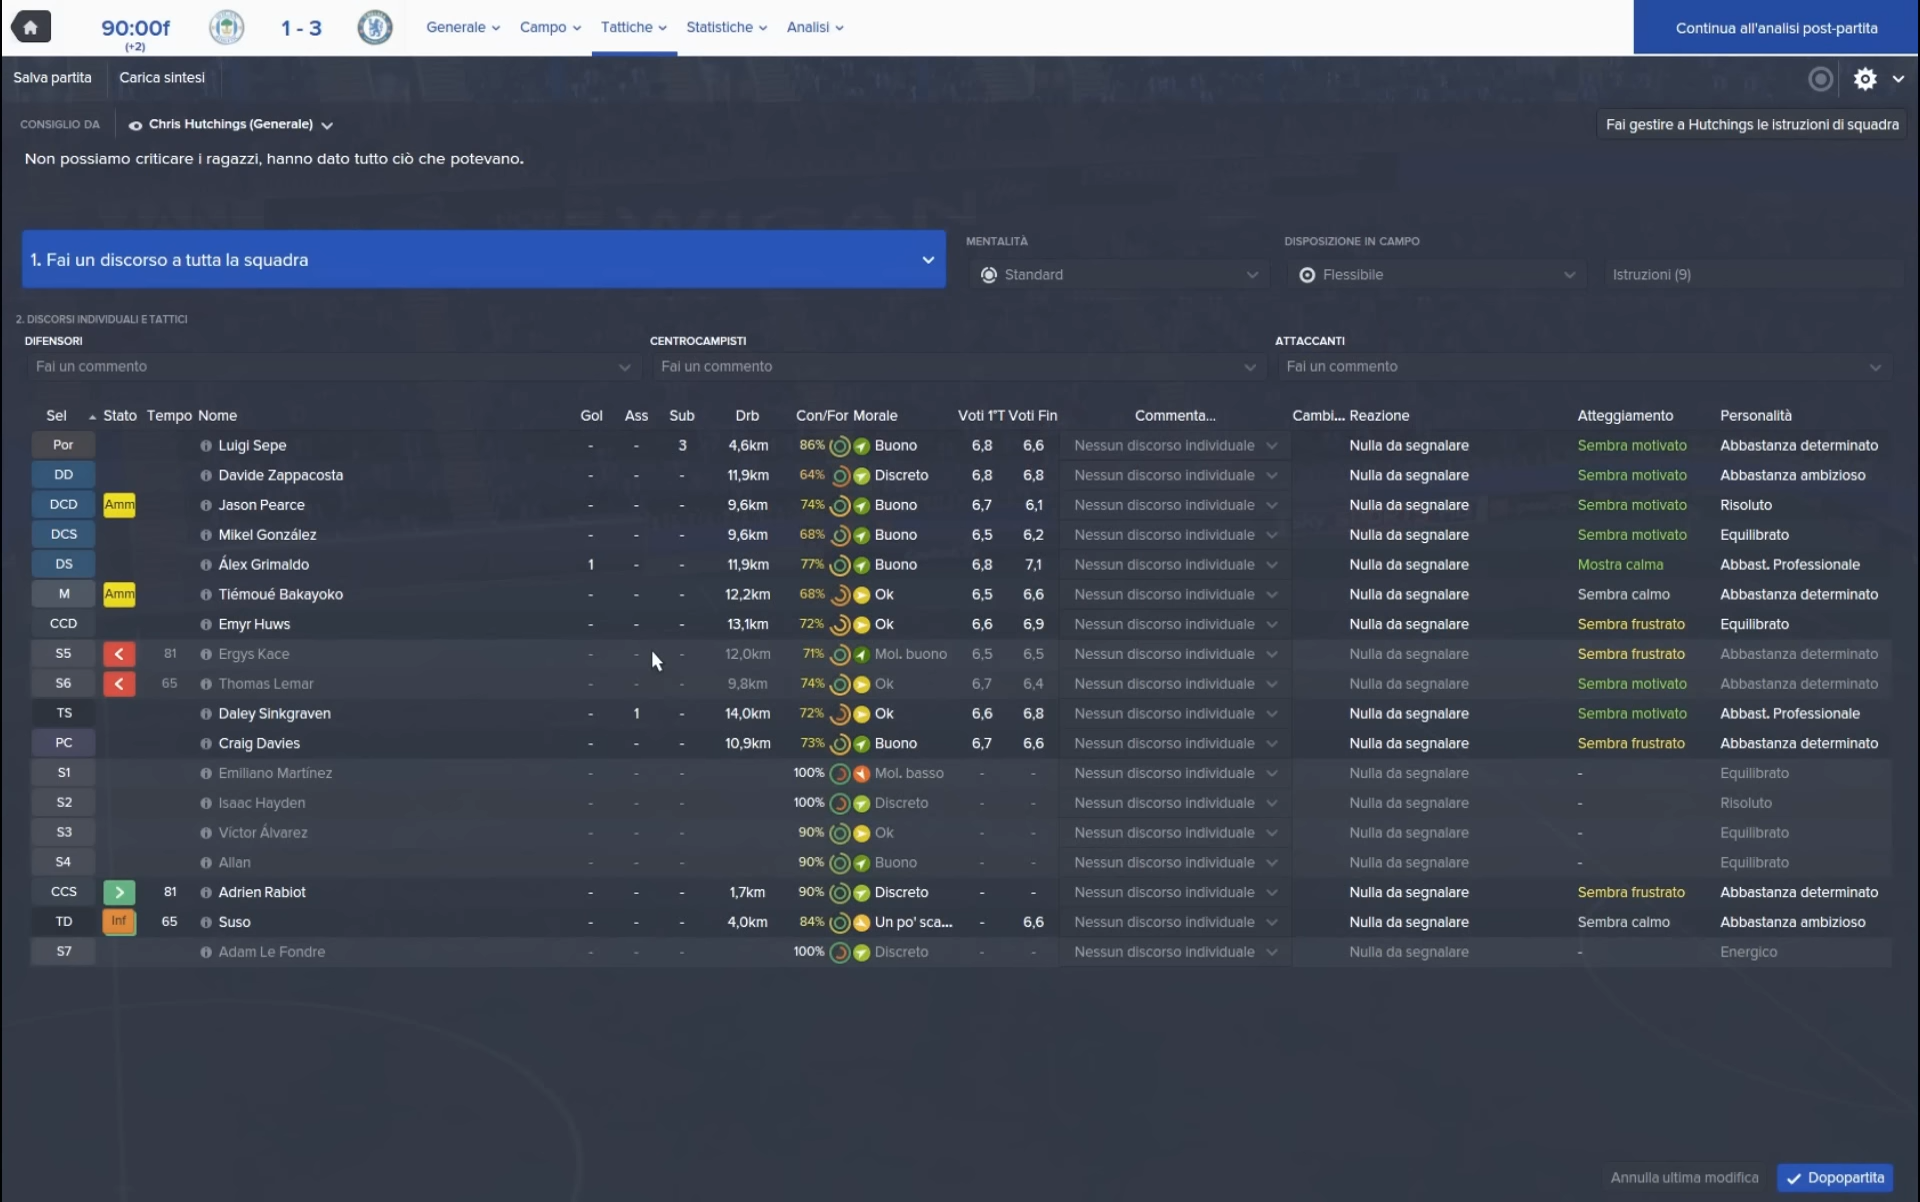 90:00f
(+2)
1 - 3
Generale
Campo
Tattiche
Statistiche
Analisi
Continua all'analisi post-partita
Salva partita
Carica sintesi
CONSIGLIO DA
Chris Hutchings (Generale)
Fai gestire a Hutchings le istruzioni di squadra
Non possiamo criticare i ragazzi, hanno dato tutto ciò che potevano.
1. Fai un discorso a tutta la squadra
MENTALITÀ
Standard
DISPOSIZIONE IN CAMPO
Flessibile
Istruzioni (9)
2. DISCORSI INDIVIDUALI E TATTICI
DIFENSORI
Fai un commento
CENTROCAMPISTI
Fai un commento
ATTACCANTI
Fai un commento
Sel Stato Tempo Nome Gol Ass Sub Drb Con/For Morale Voti 1°T Voti Fin Commenta... Cambi... Reazione Atteggiamento Personalità
Por Luigi Sepe - - 3 4,6km 86% Buono 6,8 6,6 Nessun discorso individuale Nulla da segnalare Sembra motivato Abbastanza determinato
DD Davide Zappacosta - - - 11,9km 64% Discreto 6,8 6,8 Nessun discorso individuale Nulla da segnalare Sembra motivato Abbastanza ambizioso
DCD Amm Jason Pearce - - - 9,6km 74% Buono 6,7 6,1 Nessun discorso individuale Nulla da segnalare Sembra motivato Risoluto
DCS Mikel González - - - 9,6km 68% Buono 6,5 6,2 Nessun discorso individuale Nulla da segnalare Sembra motivato Equilibrato
DS Álex Grimaldo 1 - - 11,9km 77% Buono 6,8 7,1 Nessun discorso individuale Nulla da segnalare Mostra calma Abbast. Professionale
M Amm Tiémoué Bakayoko - - - 12,2km 68% Ok 6,5 6,6 Nessun discorso individuale Nulla da segnalare Sembra calmo Abbastanza determinato
CCD Emyr Huws - - - 13,1km 72% Ok 6,6 6,9 Nessun discorso individuale Nulla da segnalare Sembra frustrato Equilibrato
S5 81 Ergys Kace - - - 12,0km 71% Mol. buono 6,5 6,5 Nessun discorso individuale Nulla da segnalare Sembra frustrato Abbastanza determinato
S6 65 Thomas Lemar - - - 9,8km 74% Ok 6,7 6,4 Nessun discorso individuale Nulla da segnalare Sembra motivato Abbastanza determinato
TS Daley Sinkgraven - 1 - 14,0km 72% Ok 6,6 6,8 Nessun discorso individuale Nulla da segnalare Sembra motivato Abbast. Professionale
PC Craig Davies - - - 10,9km 73% Buono 6,7 6,6 Nessun discorso individuale Nulla da segnalare Sembra frustrato Abbastanza determinato
S1 Emiliano Martínez - - - 100% Mol. basso - - Nessun discorso individuale Nulla da segnalare - Equilibrato
S2 Isaac Hayden - - - 100% Discreto - - Nessun discorso individuale Nulla da segnalare - Risoluto
S3 Víctor Álvarez - - - 90% Ok - - Nessun discorso individuale Nulla da segnalare - Equilibrato
S4 Allan - - - 90% Buono - - Nessun discorso individuale Nulla da segnalare - Equilibrato
CCS 81 Adrien Rabiot - - - 1,7km 90% Discreto - - Nessun discorso individuale Nulla da segnalare Sembra frustrato Abbastanza determinato
TD Inf 65 Suso - - - 4,0km 84% Un po' sca... - 6,6 Nessun discorso individuale Nulla da segnalare Sembra calmo Abbastanza ambizioso
S7 Adam Le Fondre - - - 100% Discreto - - Nessun discorso individuale Nulla da segnalare - Energico
Annulla ultima modifica
Dopopartita